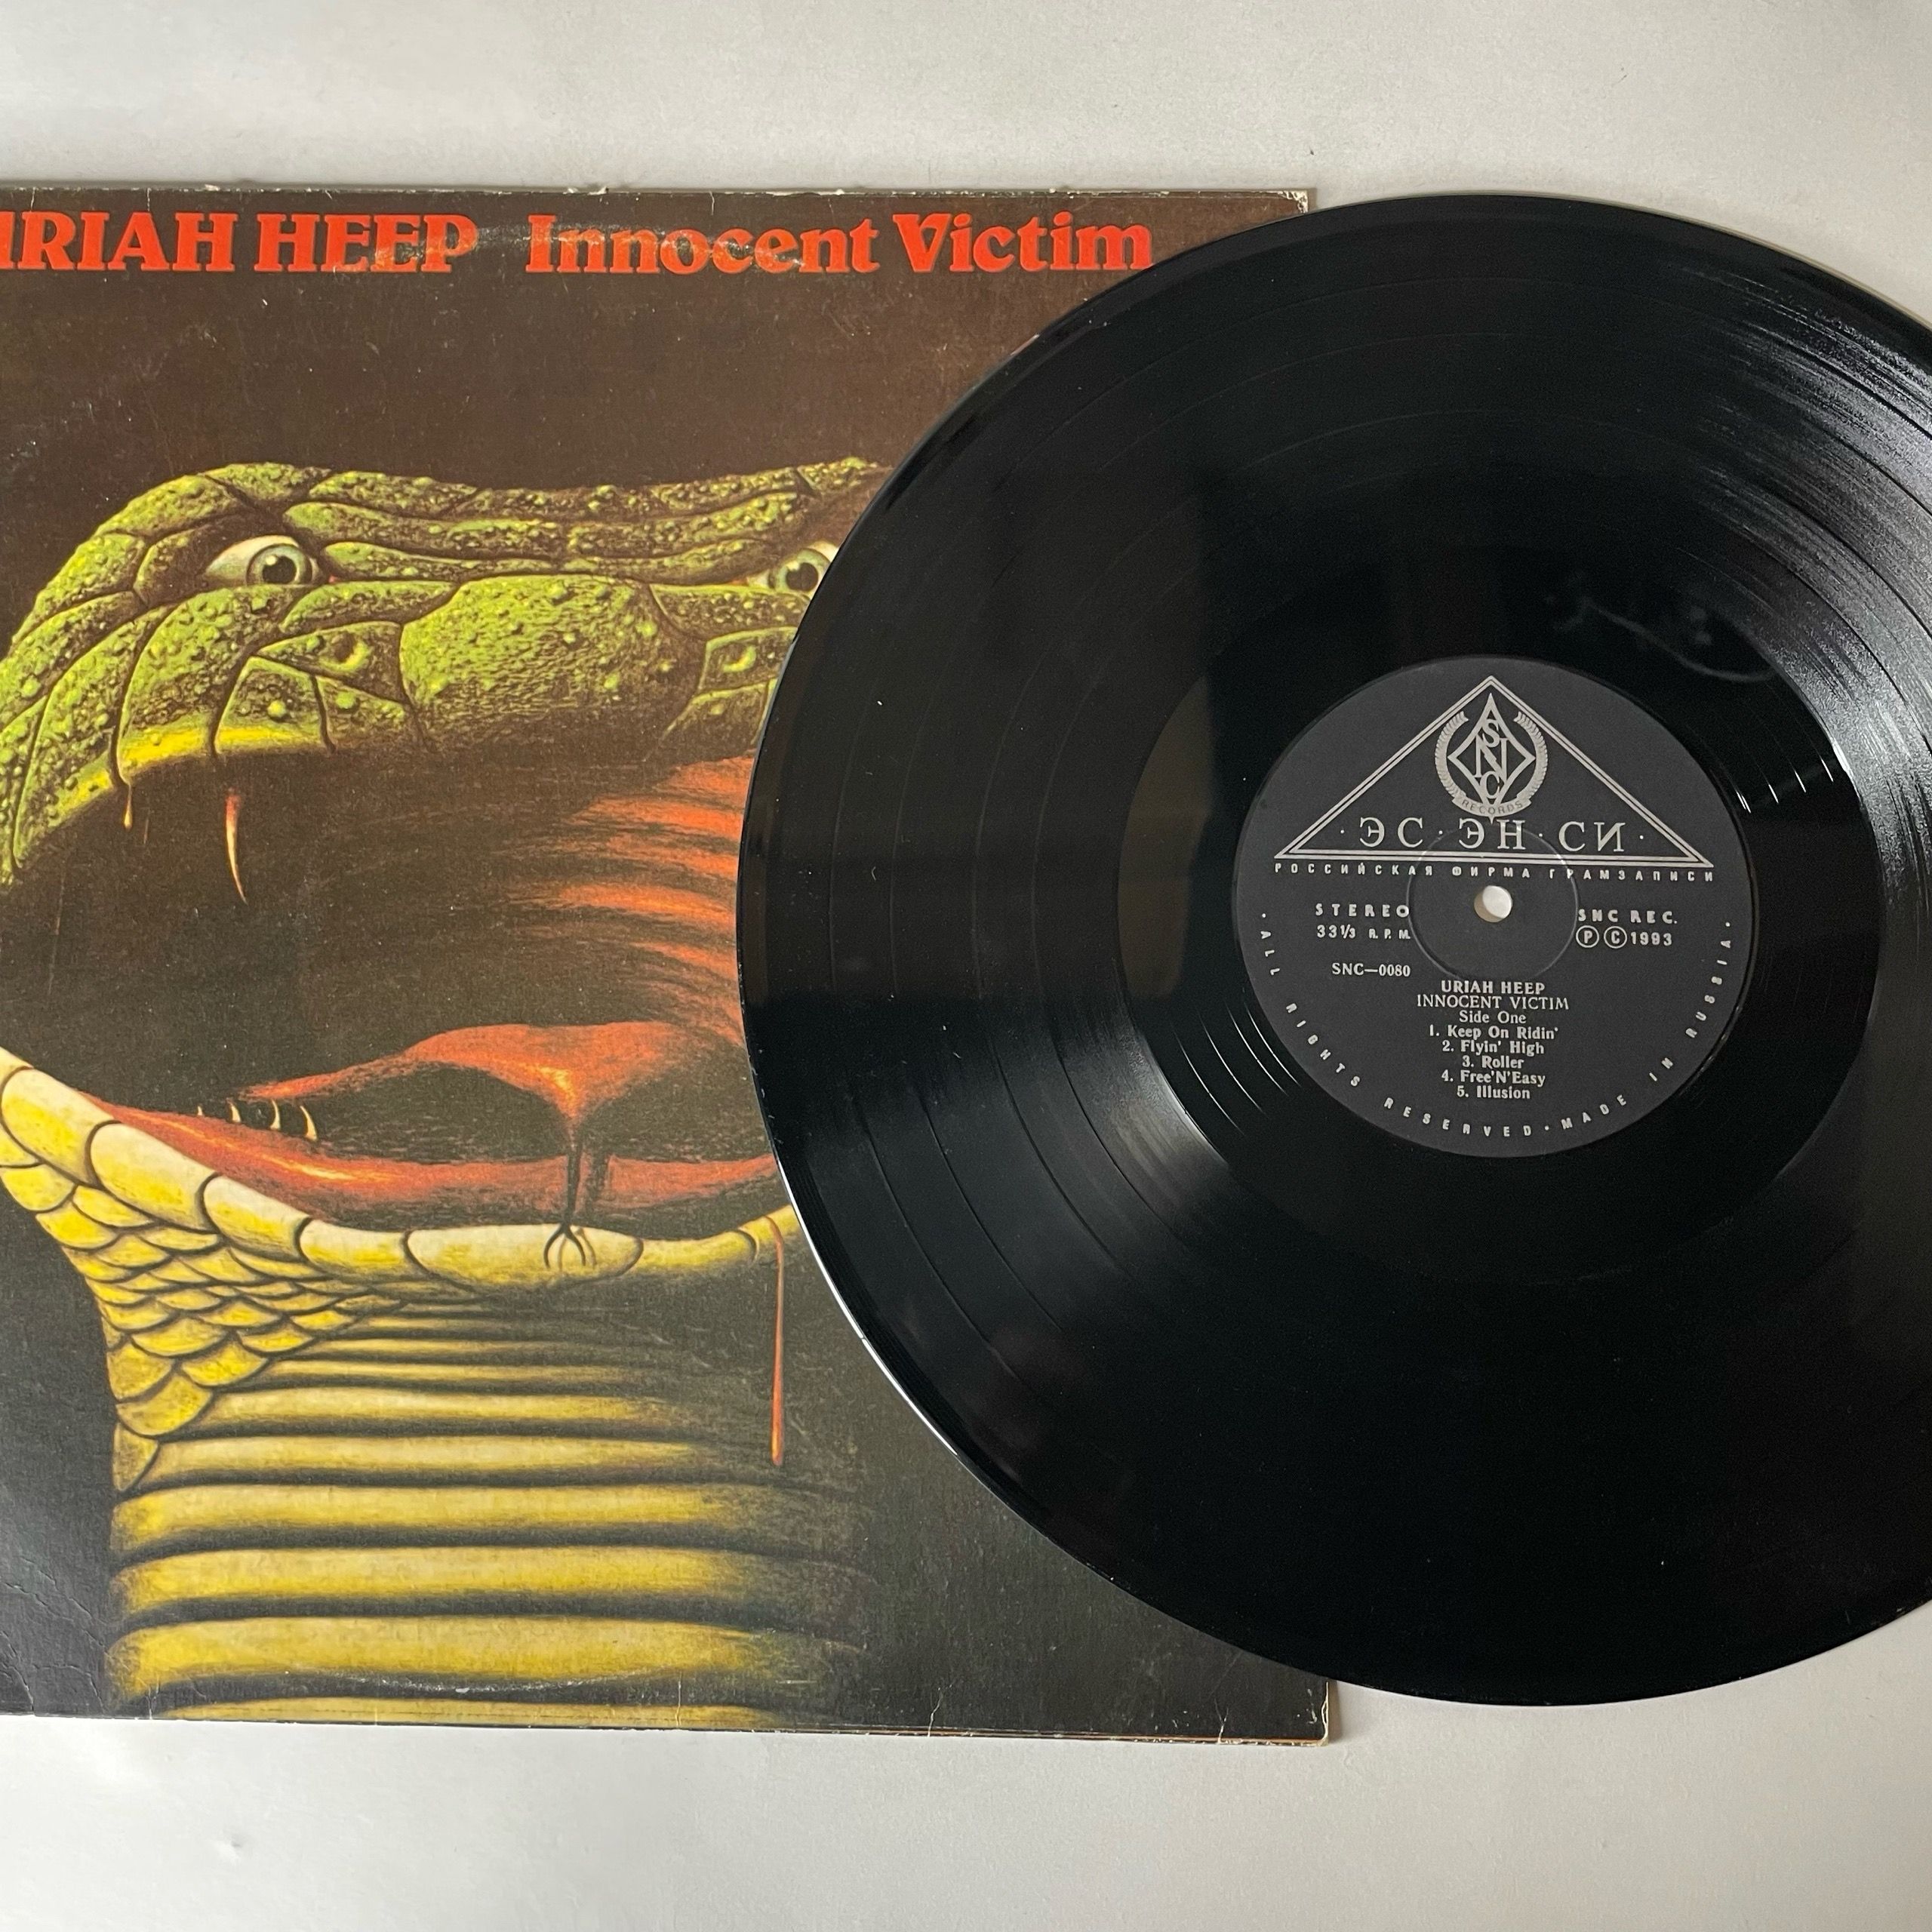 URIAH HEEP Innocent Victim
SNC
RECORDS
·ЭС·ЭН·СИ·
РОССИЙСКАЯ ФИРМА ГРАМЗАПИСИ
STEREO
33⅓ R.P.M.
SNC REC.
Ⓟ Ⓒ 1993
SNC—0080
URIAH HEEP
INNOCENT VICTIM
Side One
1. Keep On Ridin'
2. Flyin' High
3. Roller
4. Free'N'Easy
5. Illusion
· ALL RIGHTS RESERVED · MADE IN RUSSIA ·